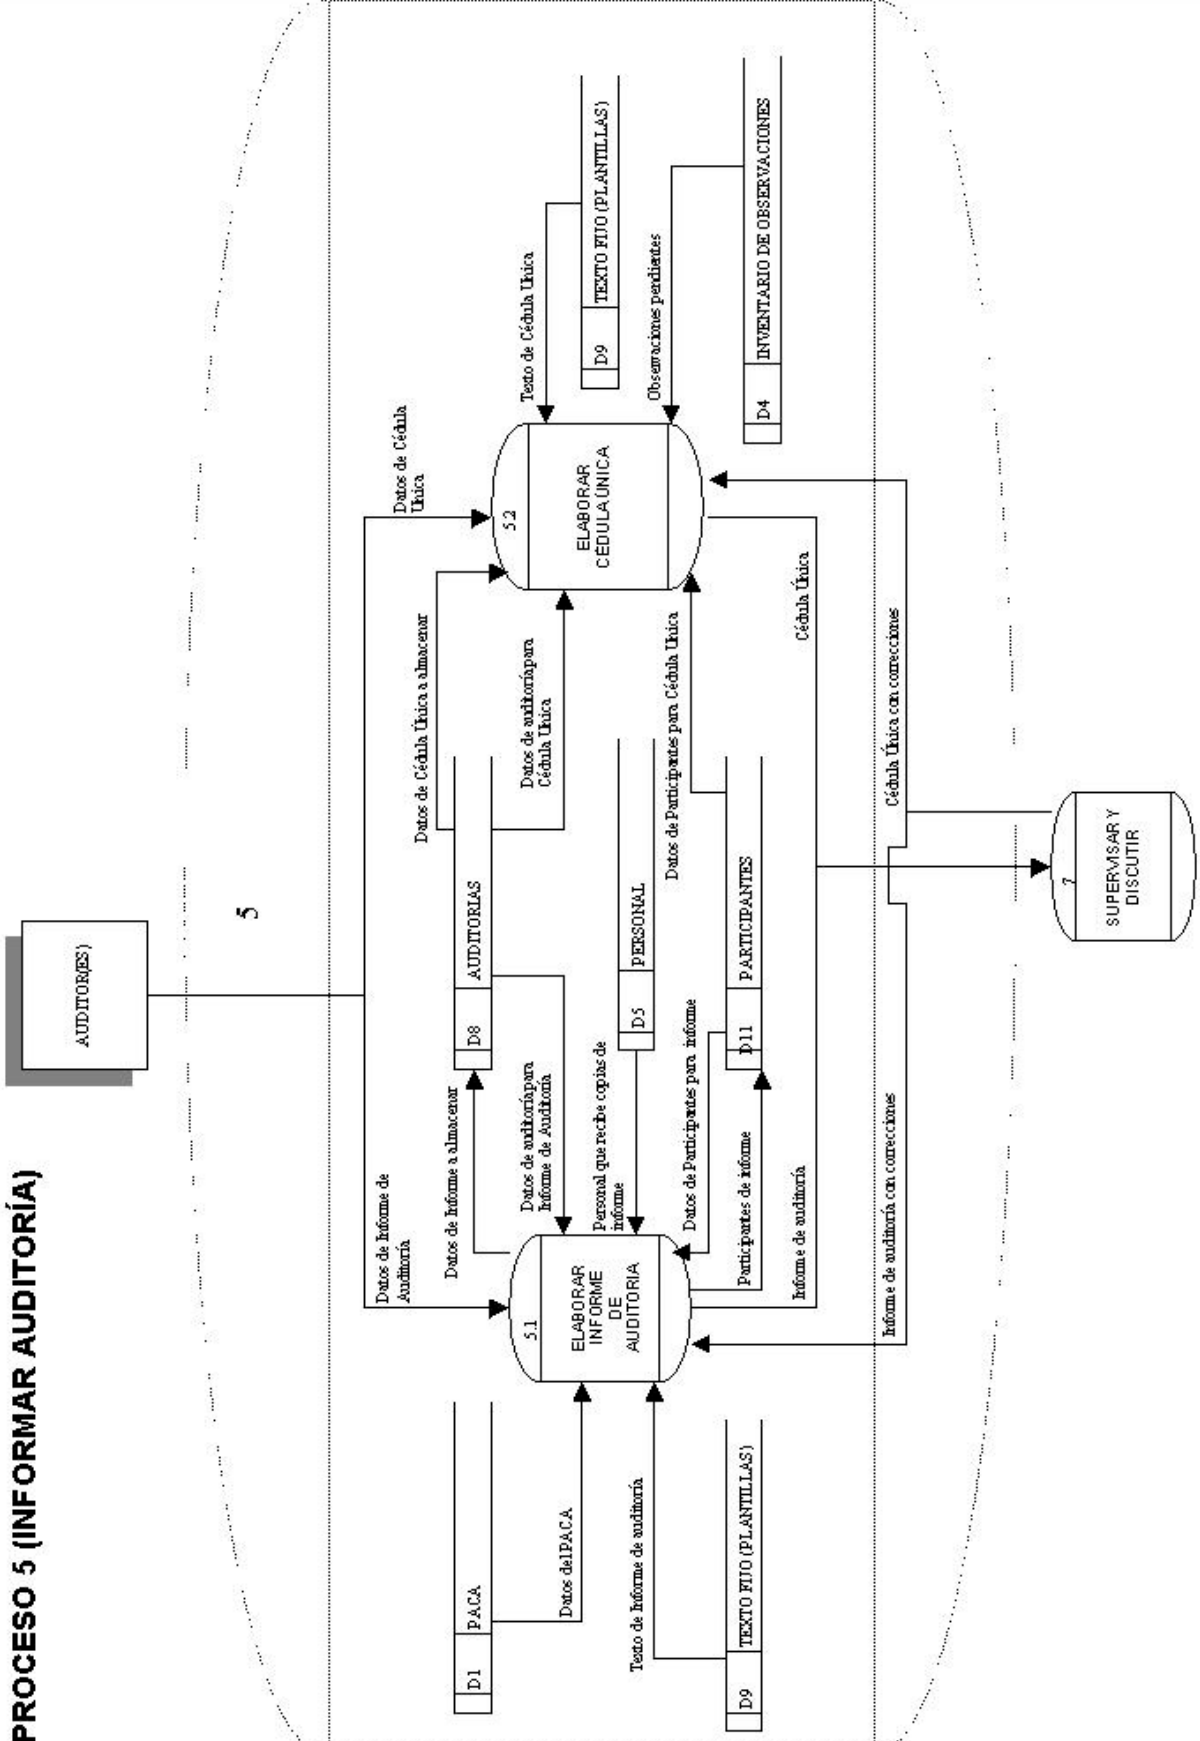 PROCESO 5 (INFORMAR AUDITORÍA)
AUDITOR(ES)
5
Datos de Informe de
Auditoría
Datos de Cédula
Única
D1 PACA
Datos del PACA
Datos de Informe a almacenar
D8 AUDITORIAS
Datos de Cédula Única a almacenar
Datos de auditoría para
Informe de Auditoría
Datos de auditoría para
Cédula Única
5.1
ELABORAR
INFORME
DE
AUDITORIA
5.2
ELABORAR
CÉDULA ÚNICA
Texto de Cédula Única
D9 TEXTO FIJO (PLANTILLAS)
Personal que recibe copias de
informe
D5 PERSONAL
Observaciones pendientes
D4 INVENTARIO DE OBSERVACIONES
Texto de Informe de auditoría
D9 TEXTO FIJO (PLANTILLAS)
Datos de Participantes para informe
Datos de Participantes para Cédula Única
D11 PARTICIPANTES
Participantes de informe
Informe de auditoría
Cédula Única
Informe de auditoría con correcciones
Cédula Única con correcciones
7
SUPERVISAR Y
DISCUTIR